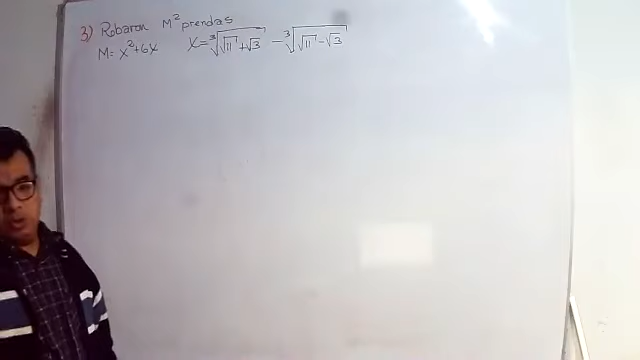 3) Robaron M² prendas
M = x²+6x X = ∛(√11 + √3) - ∛(√11 - √3)